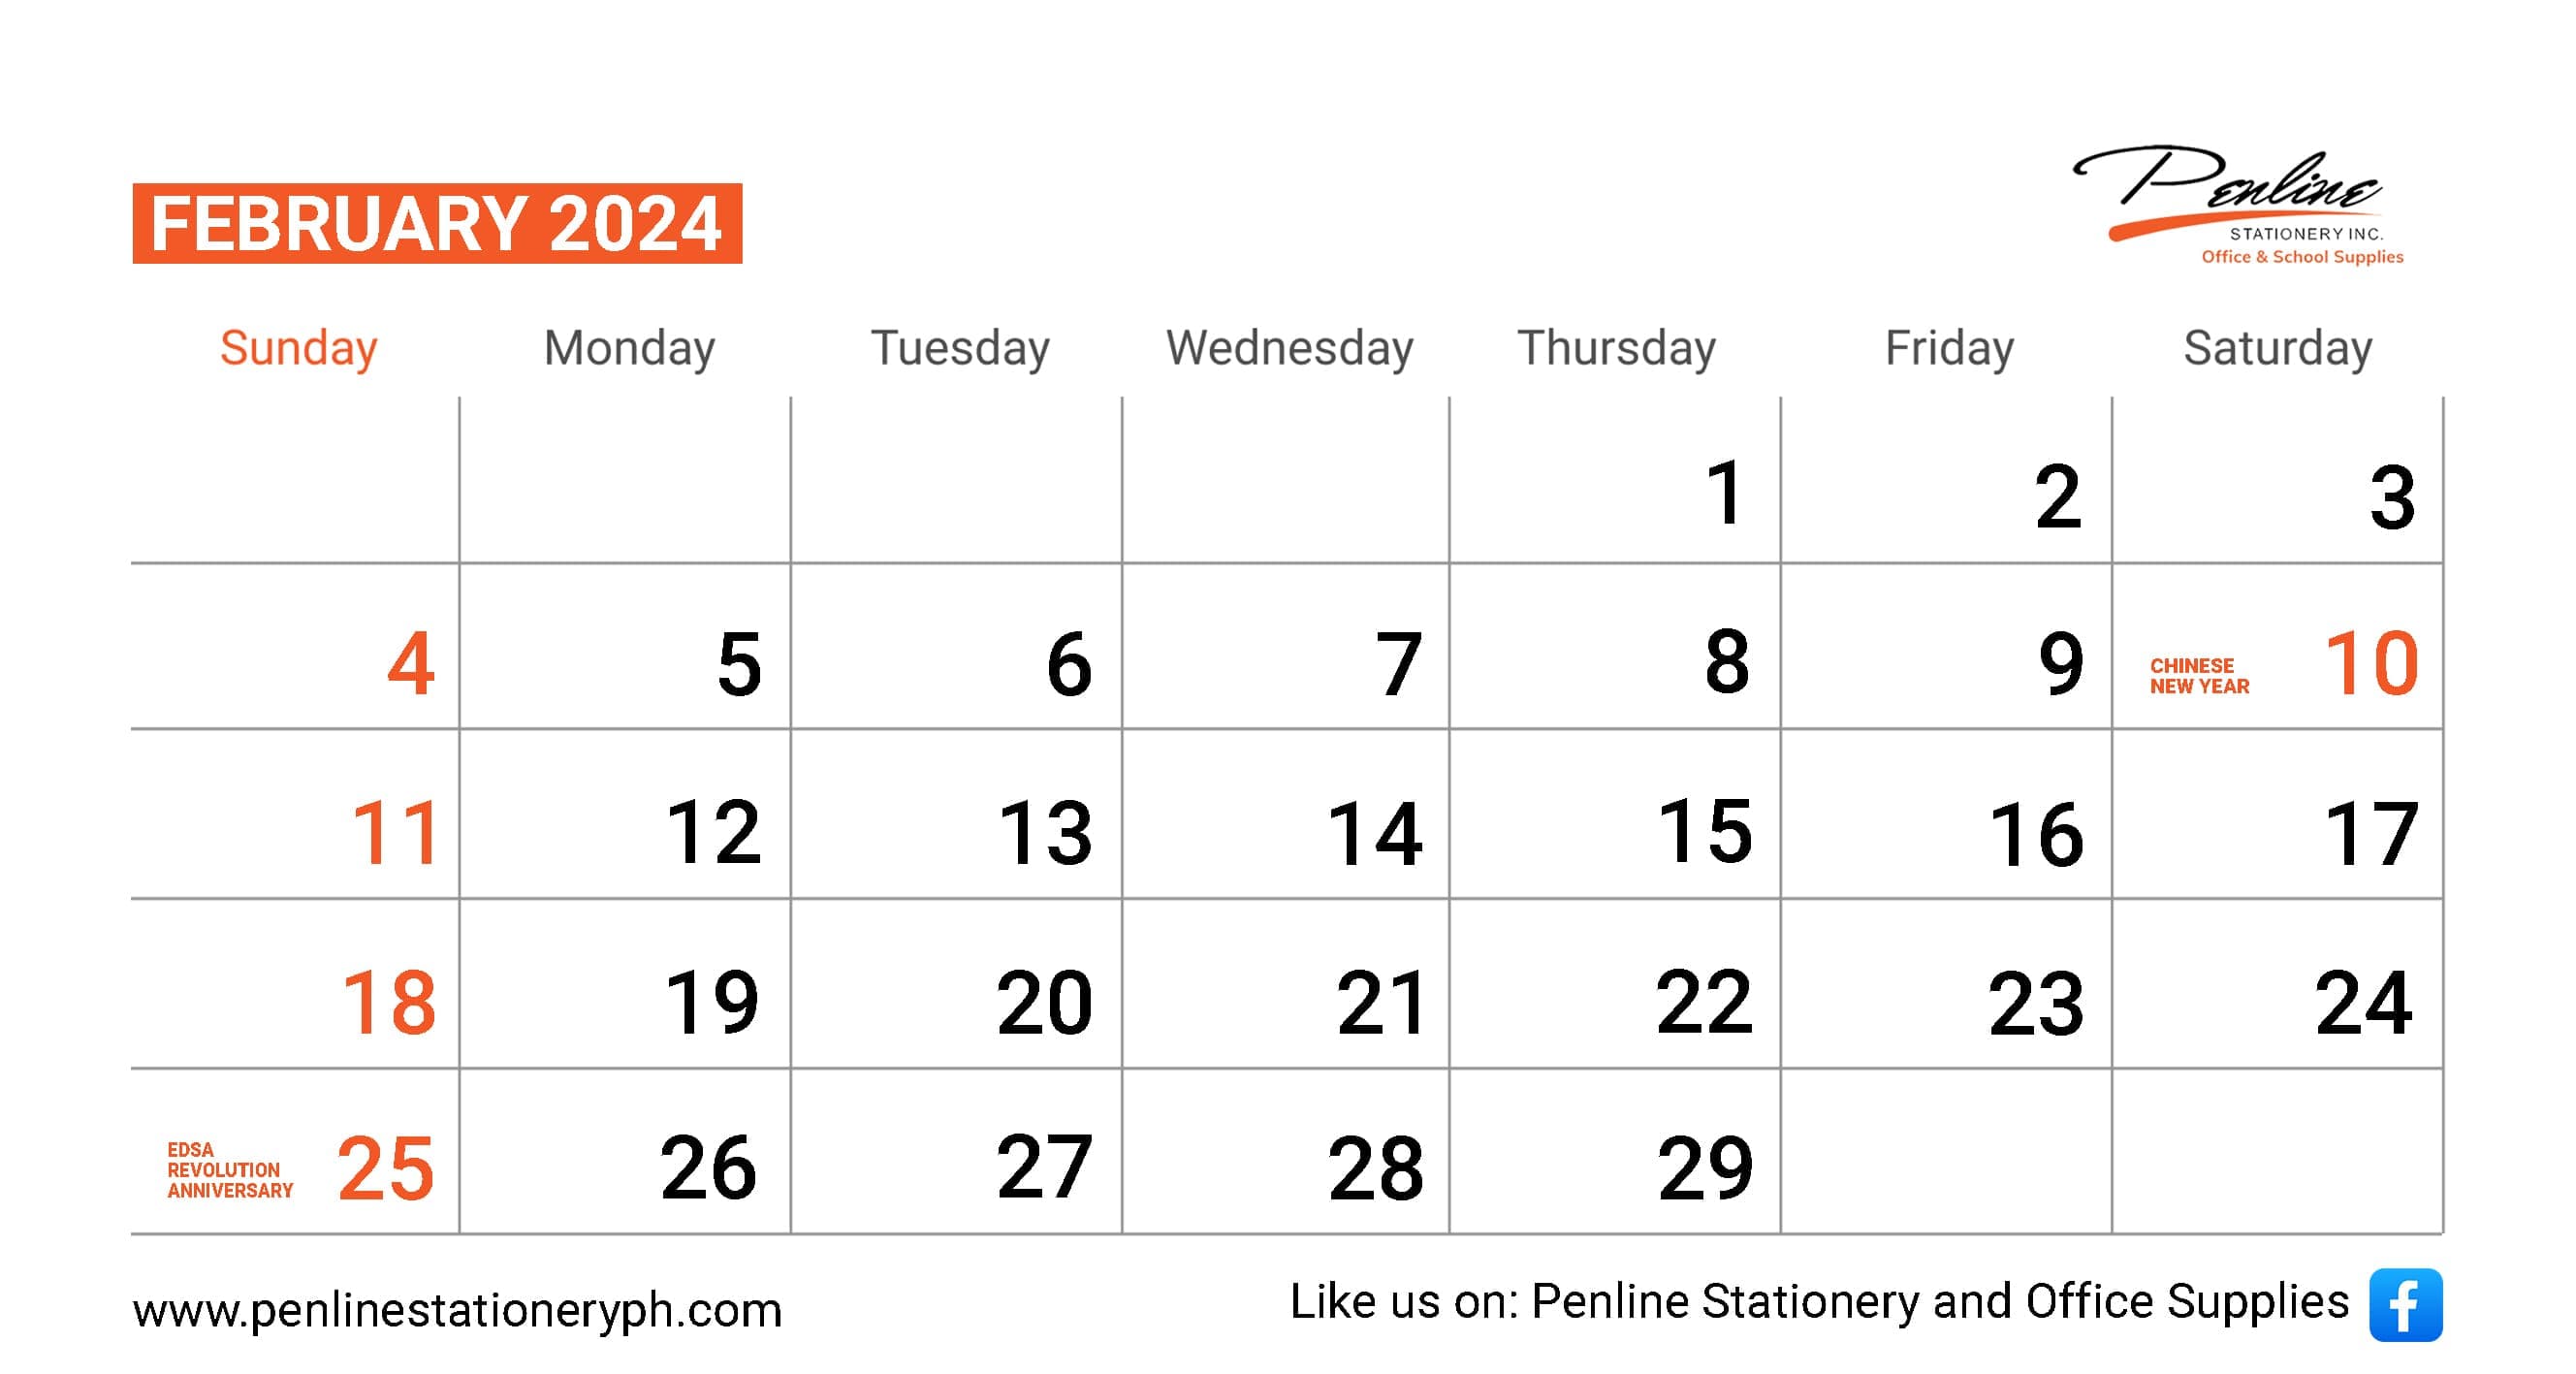 FEBRUARY 2024
Penline
STATIONERY INC.
Office & School Supplies
Sunday Monday Tuesday Wednesday Thursday Friday Saturday
1 2 3
4 5 6 7 8 9 CHINESE NEW YEAR 10
11 12 13 14 15 16 17
18 19 20 21 22 23 24
EDSA REVOLUTION ANNIVERSARY 25 26 27 28 29
www.penlinestationeryph.com
Like us on: Penline Stationery and Office Supplies f